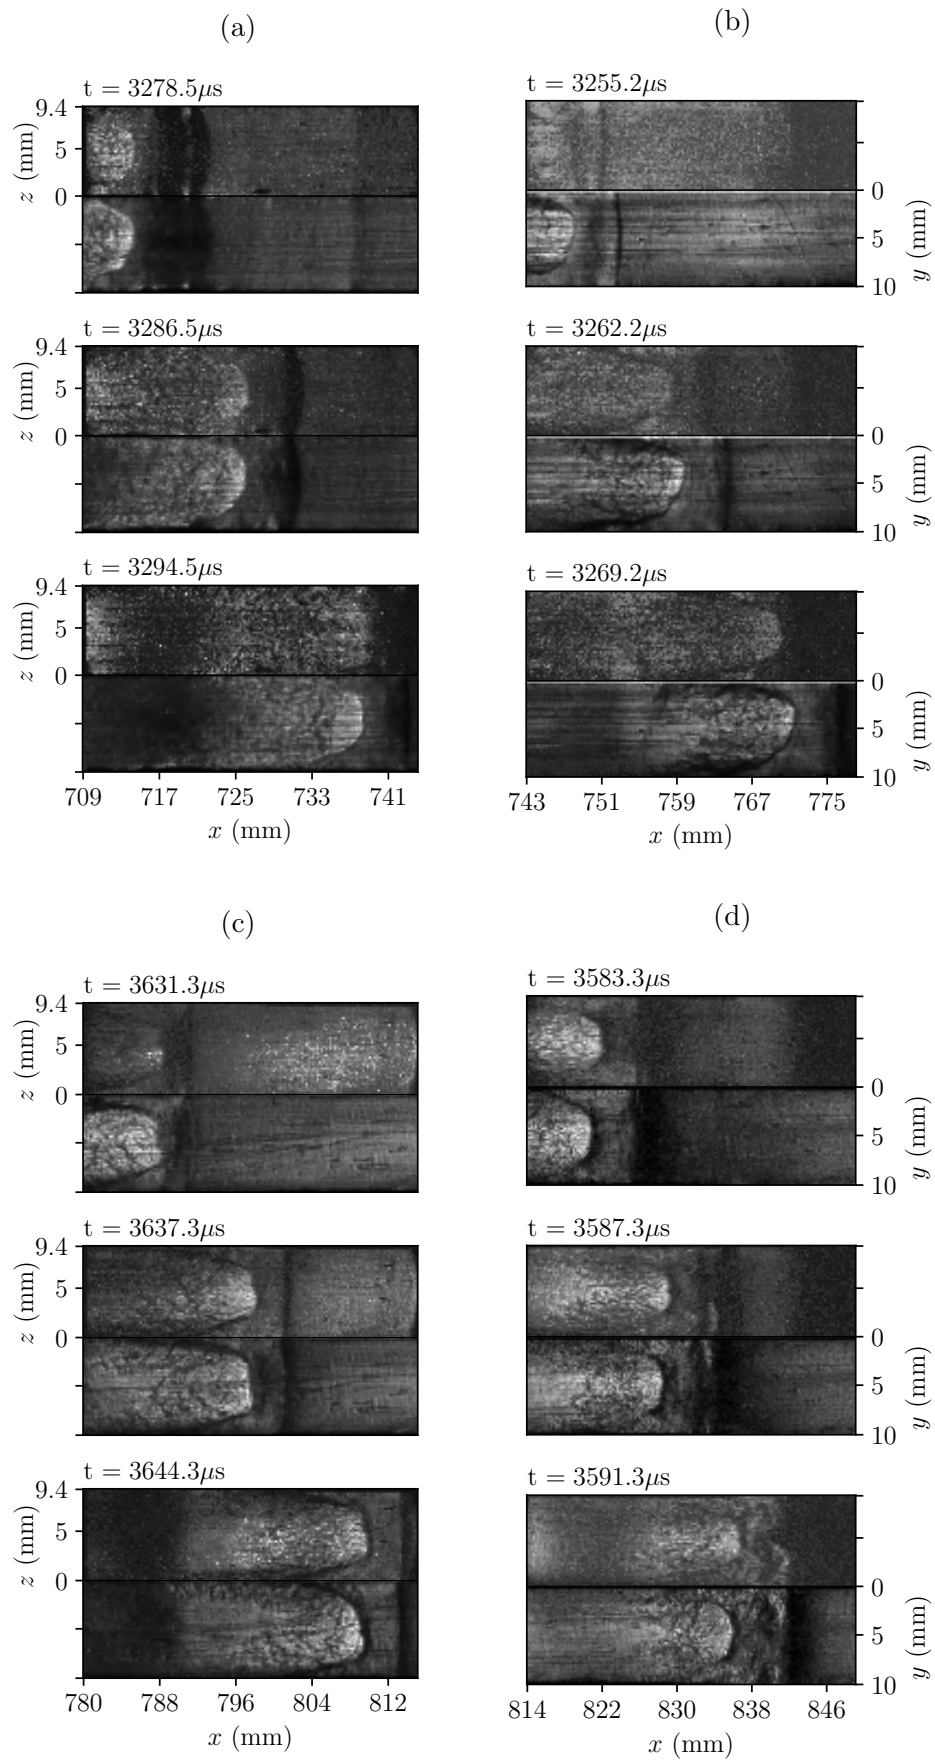 (a)
t = 3278.5μs
9.4
5
0
z (mm)
t = 3286.5μs
9.4
5
0
z (mm)
t = 3294.5μs
9.4
5
0
z (mm)
709 717 725 733 741
x (mm)
(b)
t = 3255.2μs
0
5
10
y (mm)
t = 3262.2μs
0
5
10
y (mm)
t = 3269.2μs
0
5
10
y (mm)
743 751 759 767 775
x (mm)
(c)
t = 3631.3μs
9.4
5
0
z (mm)
t = 3637.3μs
9.4
5
0
z (mm)
t = 3644.3μs
9.4
5
0
z (mm)
780 788 796 804 812
x (mm)
(d)
t = 3583.3μs
0
5
10
y (mm)
t = 3587.3μs
0
5
10
y (mm)
t = 3591.3μs
0
5
10
y (mm)
814 822 830 838 846
x (mm)